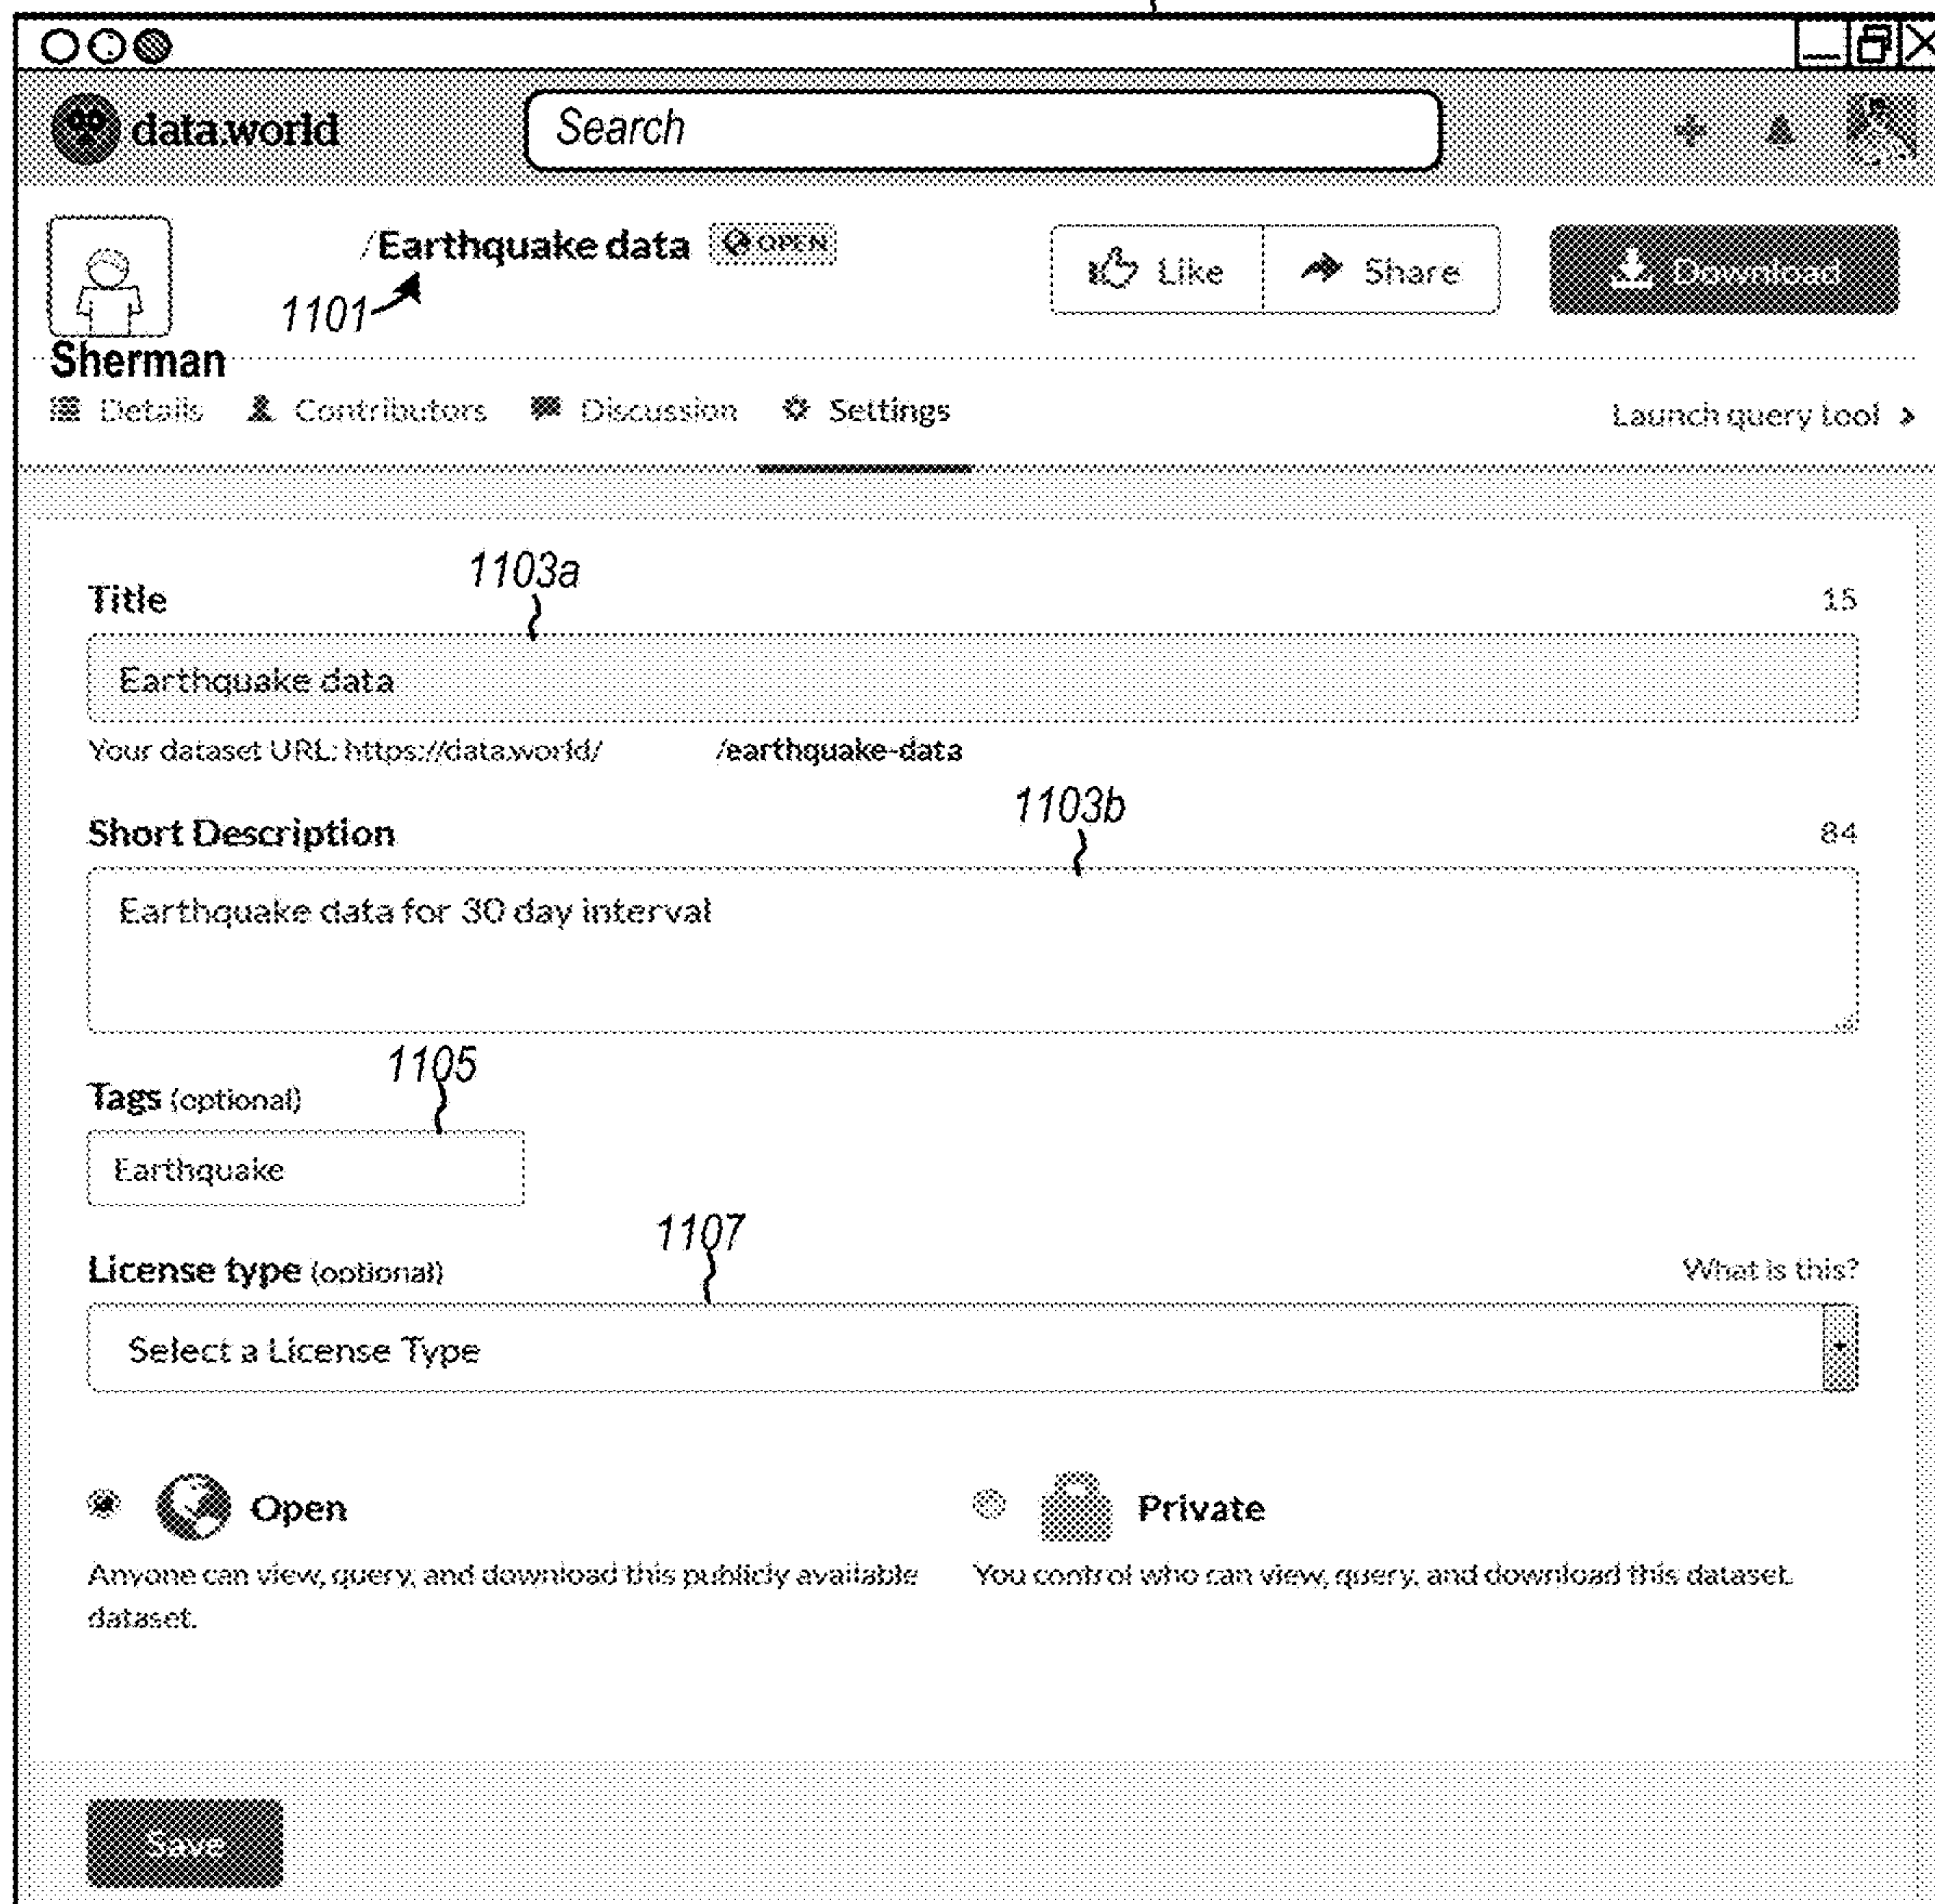 data.world Search
/Earthquake data OPEN Like Share Download
1101
Sherman
Details Contributors Discussion Settings Launch query tool >
1103a
Title 15
Earthquake data
Your dataset URL: https://data.world/ /earthquake-data
1103b
Short Description 84
Earthquake data for 30 day interval
1105
Tags (optional)
Earthquake
1107
License type (optional) What is this?
Select a License Type
Open Private
Anyone can view, query, and download this publicly available You control who can view, query, and download this dataset.
dataset.
Save